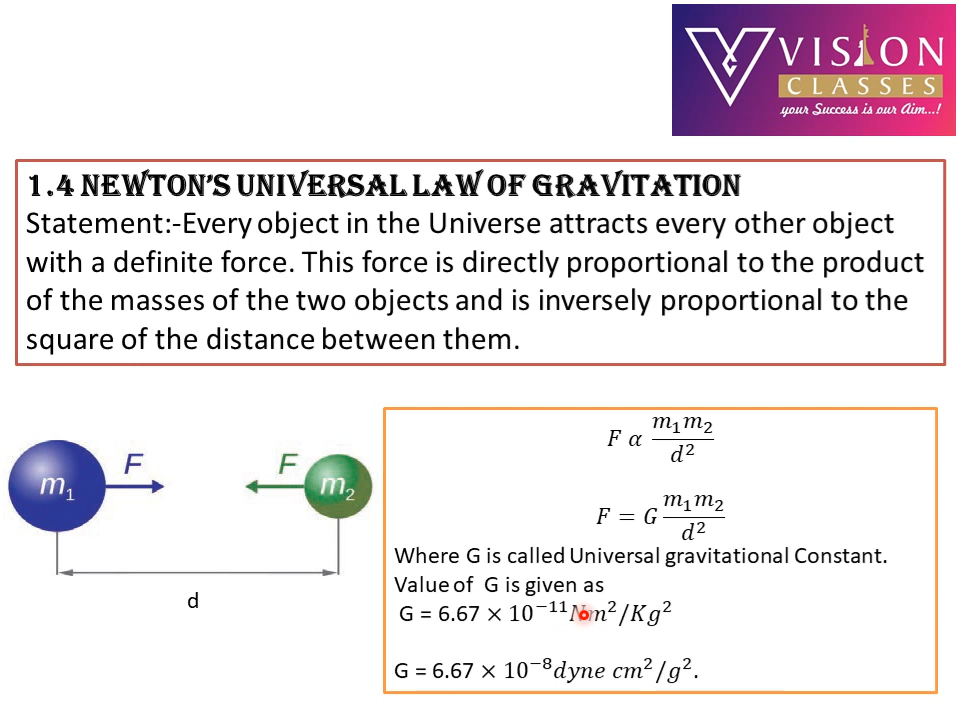 VISION
CLASSES
your Success is our Aim...!
1.4 NEWTON'S UNIVERSAL LAW OF GRAVITATION
Statement:-Every object in the Universe attracts every other object
with a definite force. This force is directly proportional to the product
of the masses of the two objects and is inversely proportional to the
square of the distance between them.
m₁ F F m₂
d
F α m₁m₂/d²
F = G m₁m₂/d²
Where G is called Universal gravitational Constant.
Value of G is given as
G = 6.67 × 10⁻¹¹Nm²/Kg²
G = 6.67 × 10⁻⁸dyne cm²/g².